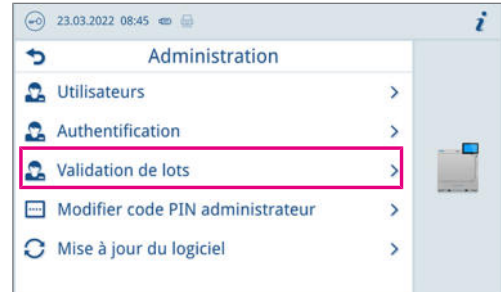 23.03.2022 08:45
Administration
Utilisateurs
Authentification
Validation de lots
Modifier code PIN administrateur
Mise à jour du logiciel